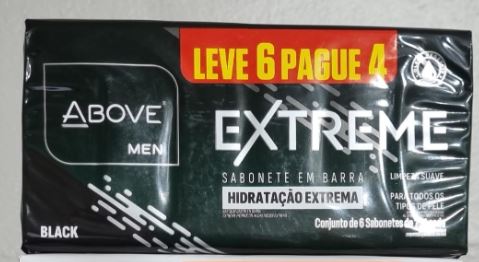 LEVE 6 PAGUE 4
ABOVE
MEN
EXTREME
SABONETE EM BARRA
HIDRATAÇÃO EXTREMA
LIMPEZA SUAVE
PARA TODOS OS
TIPOS DE PELE
Conjunto de 6 Sabonetes de
BLACK